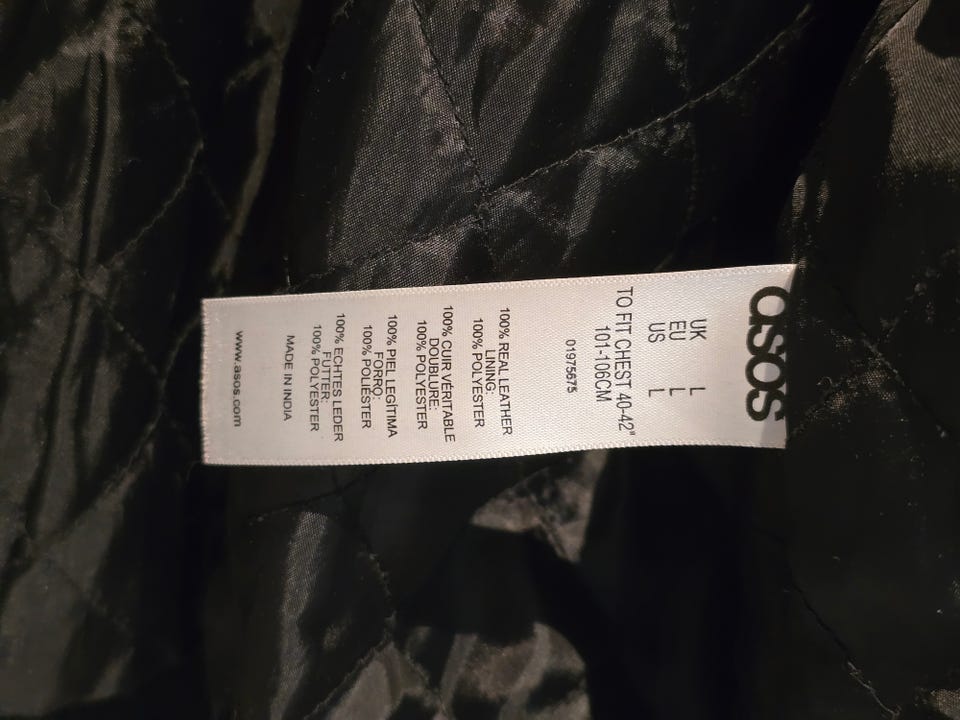 asos
UK L
EU L
US L
TO FIT CHEST 40-42"
101-106CM
01975675
100% REAL LEATHER
LINING:
100% POLYESTER
100% CUIR VÉRITABLE
DOUBLURE:
100% POLYESTER
100% PIEL LEGÍTIMA
FORRO:
100% POLIÉSTER
100% ECHTES LEDER
FUTTER:
100% POLYESTER
MADE IN INDIA
www.asos.com